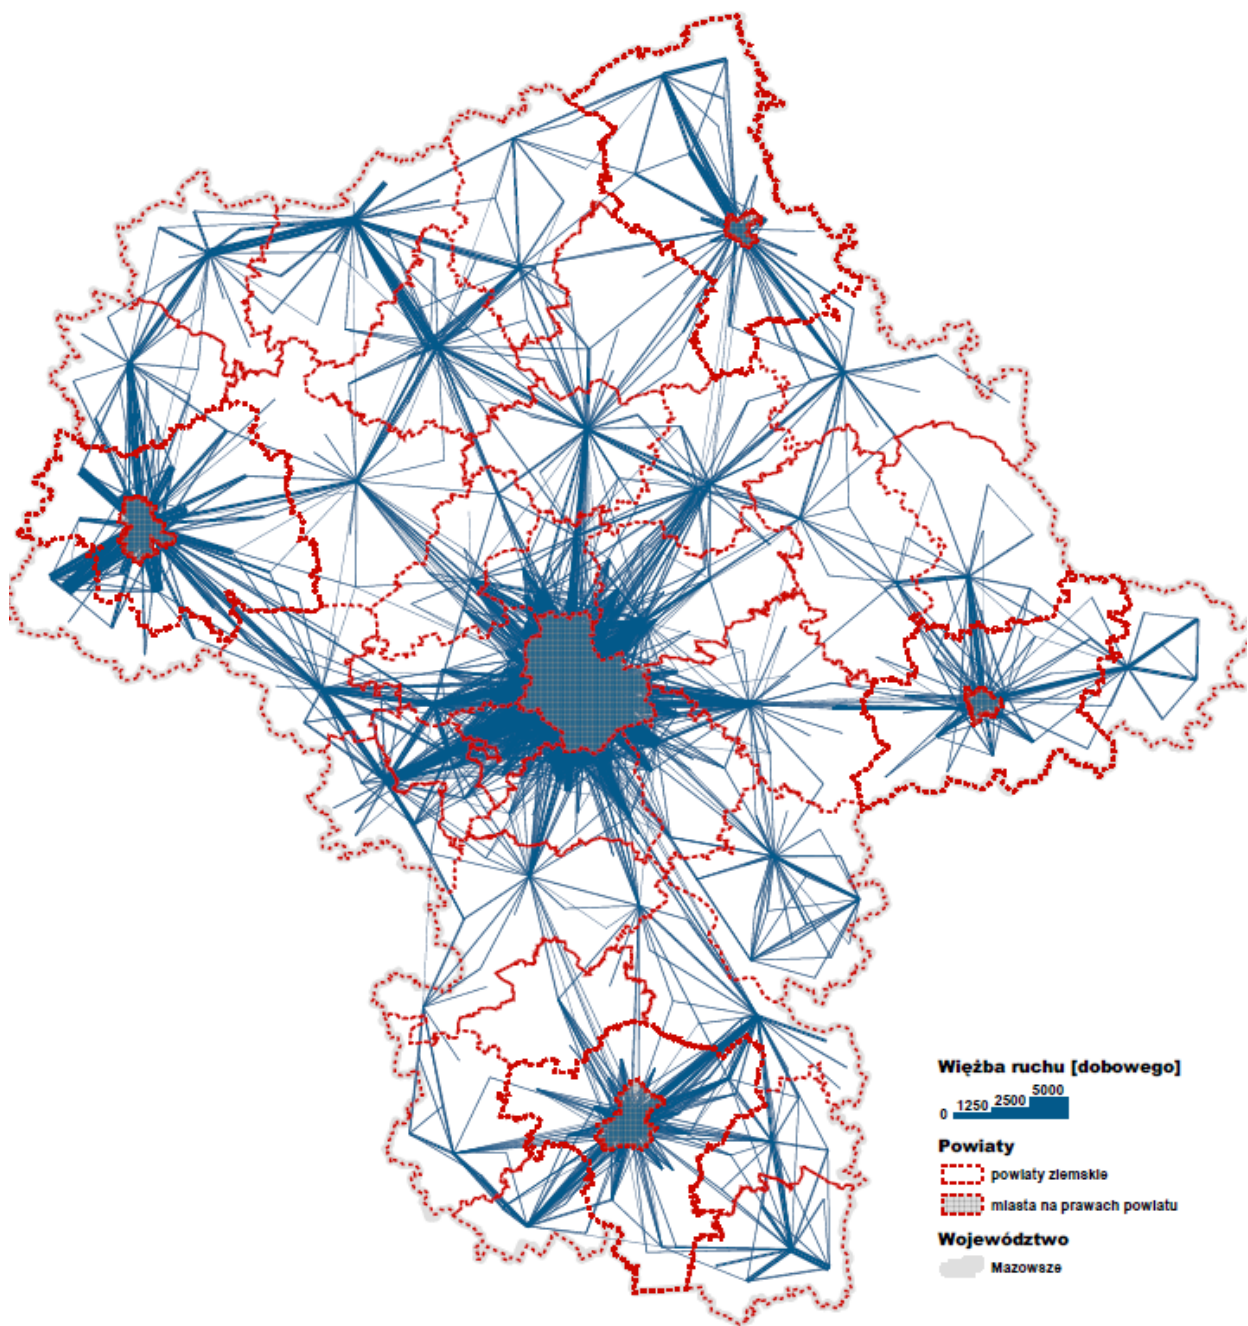 Więźba ruchu [dobowego]
0 1250 2500 5000
Powiaty
powiaty ziemskie
miasta na prawach powiatu
Województwo
Mazowsze